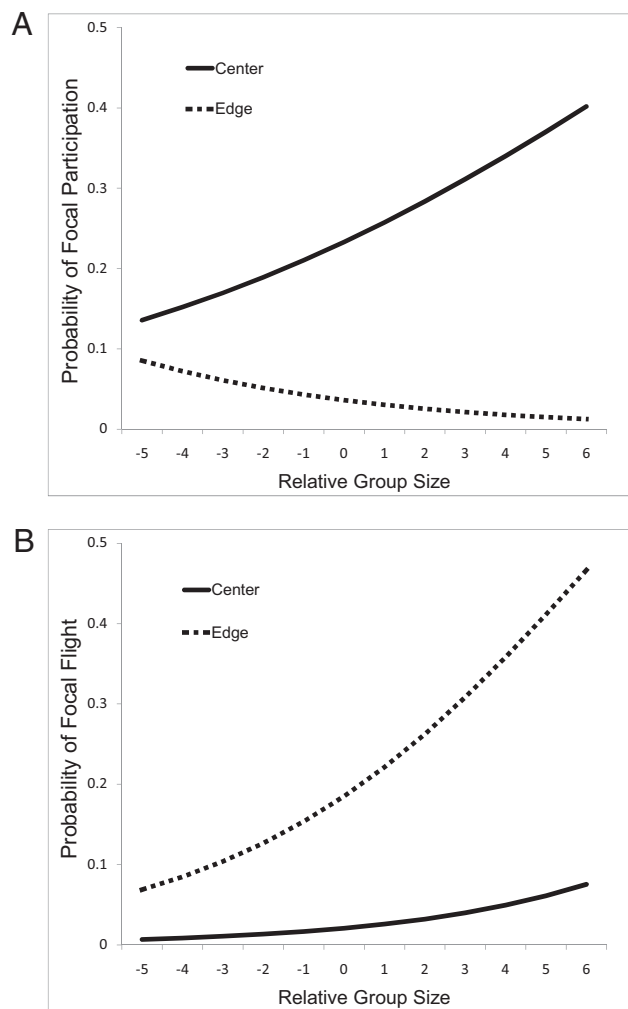 A
0.5
Center
Edge
0.4
0.3
0.2
0.1
0
Probability of Focal Participation
-5 -4 -3 -2 -1 0 1 2 3 4 5 6
Relative Group Size
B
0.5
Center
Edge
0.4
0.3
0.2
0.1
0
Probability of Focal Flight
-5 -4 -3 -2 -1 0 1 2 3 4 5 6
Relative Group Size